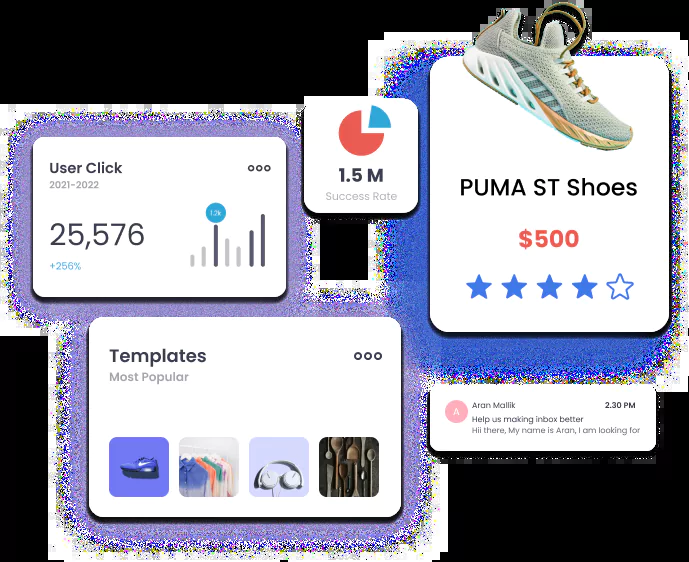 User Click
2021-2022
25,576
+256%
1.2k
1.5 M
Success Rate
PUMA ST Shoes
$500
Templates
Most Popular
A
Aran Mallik
2.30 PM
Help us making inbox better
Hii there, My name is Aran, I am looking for